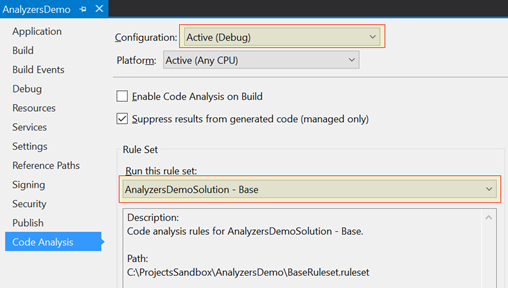 AnalyzersDemo
Application
Build
Build Events
Debug
Resources
Services
Settings
Reference Paths
Signing
Security
Publish
Code Analysis
Configuration: Active (Debug)
Platform: Active (Any CPU)
Enable Code Analysis on Build
Suppress results from generated code (managed only)
Rule Set
Run this rule set:
AnalyzersDemoSolution - Base
Description:
Code analysis rules for AnalyzersDemoSolution - Base.
Path:
C:\ProjectsSandbox\AnalyzersDemo\BaseRuleset.ruleset